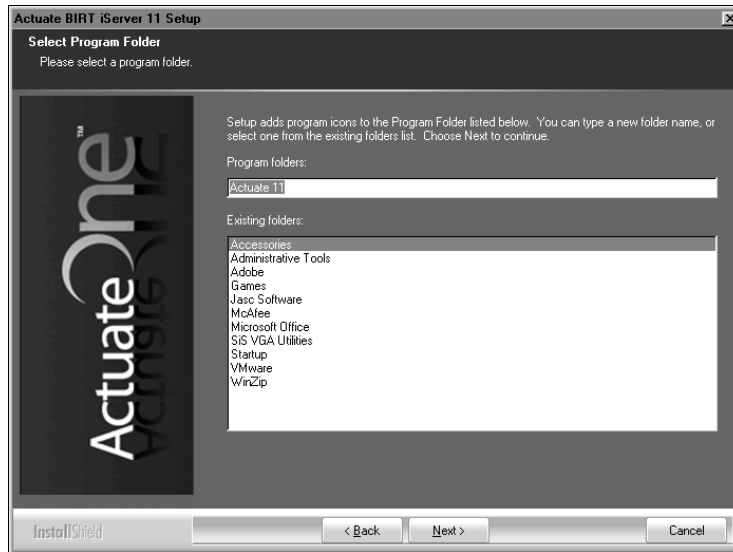 Actuate BIRT iServer 11 Setup
Select Program Folder
Please select a program folder.
ActuateOne™
Setup adds program icons to the Program Folder listed below. You can type a new folder name, or
select one from the existing folders list. Choose Next to continue.
Program folders:
Actuate 11
Existing folders:
Accessories
Administrative Tools
Adobe
Games
Jasc Software
McAfee
Microsoft Office
SiS VGA Utilities
Startup
VMware
WinZip
InstallShield
< Back
Next >
Cancel